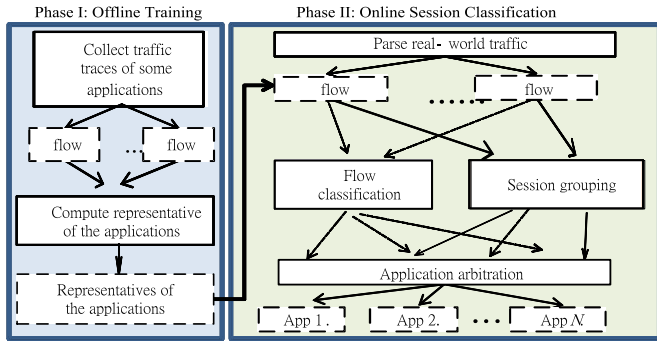 Phase I: Offline Training
Collect traffic
traces of some
applications
flow
...
flow
Compute representative
of the applications
Representatives of
the applications
Phase II: Online Session Classification
Parse real- world traffic
flow
......
flow
Flow
classification
Session grouping
Application arbitration
App 1.
App 2.
...
App N.